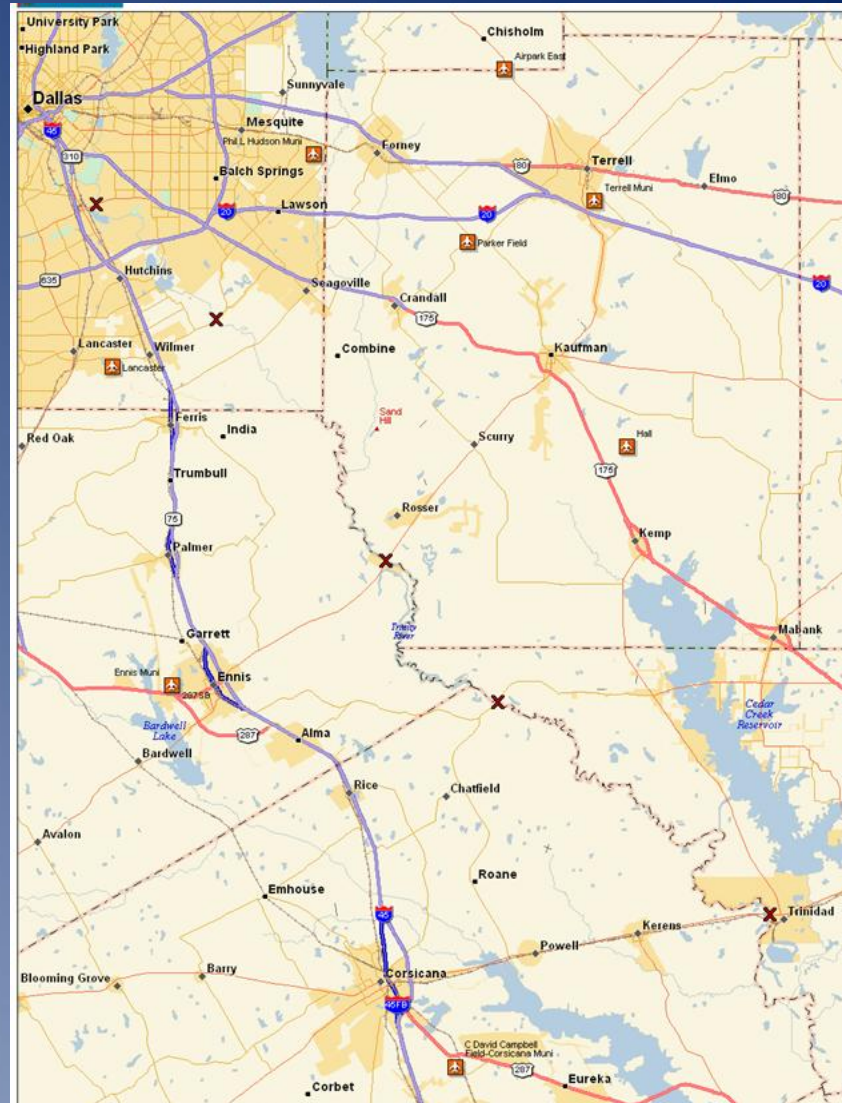 University Park
Chisholm
Highland Park
Airpark East
Sunnyvale
Dallas
45
Mesquite
Phil L Hudson Muni
Forney
310
80
Terrell
Balch Springs
Elmo
Terrell Muni
80
20
Lawson
20
Parker Field
635
Hutchins
Seagoville
20
Crandall
175
Lancaster
Wilmer
Combine
Kaufman
Lancaster
Sand
Hill
Ferris
India
Red Oak
Scurry
Hall
Trumbull
175
75
Rosser
Palmer
Kemp
Garrett
Trinity
River
Mabank
Ennis Muni
Ennis
287SB
Cedar
Creek
Reservoir
Bardwell
Lake
287
Alma
Bardwell
Rice
Chatfield
Avalon
Roane
Emhouse
45
Trinidad
Kerens
Powell
Blooming Grove
Barry
Corsicana
45FB
C David Campbell
Field-Corsicana Muni
287
Eureka
Corbet